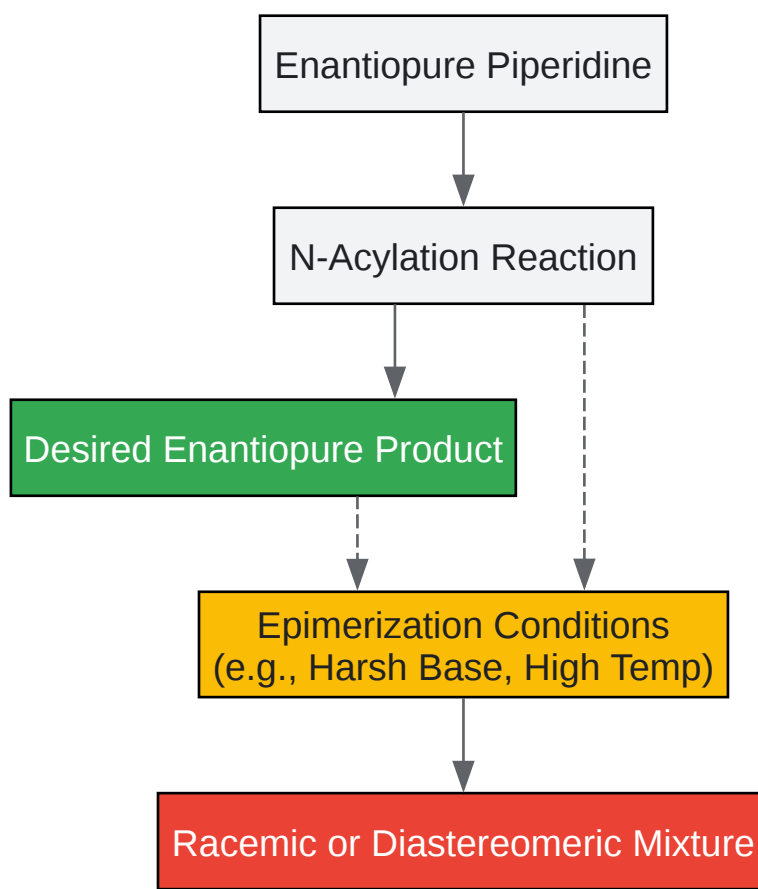 Enantiopure Piperidine
N-Acylation Reaction
Desired Enantiopure Product
Epimerization Conditions
(e.g., Harsh Base, High Temp)
Racemic or Diastereomeric Mixture